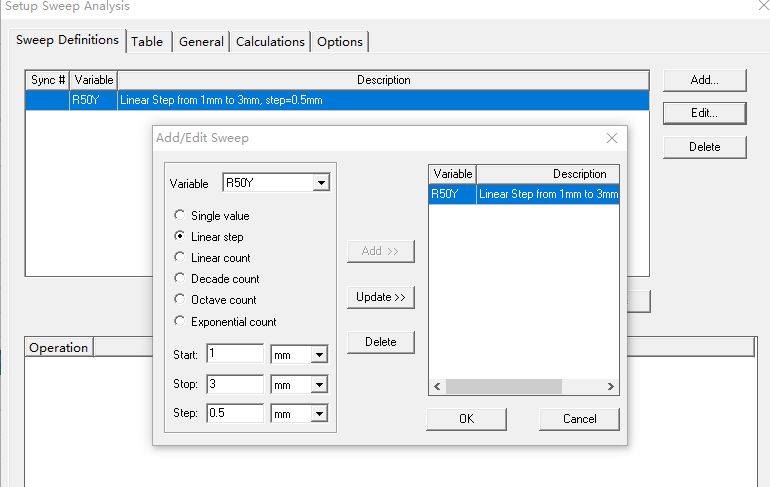 Setup Sweep Analysis
Sweep Definitions Table General Calculations Options
Sync # Variable Description
R50Y Linear Step from 1mm to 3mm, step=0.5mm
Add...
Edit...
Delete
Add/Edit Sweep
Variable R50Y
Single value
Linear step
Linear count
Decade count
Octave count
Exponential count
Start: 1 mm
Stop: 3 mm
Step: 0.5 mm
Add >>
Update >>
Delete
Variable Description
R50Y Linear Step from 1mm to 3mm
OK Cancel
Operation